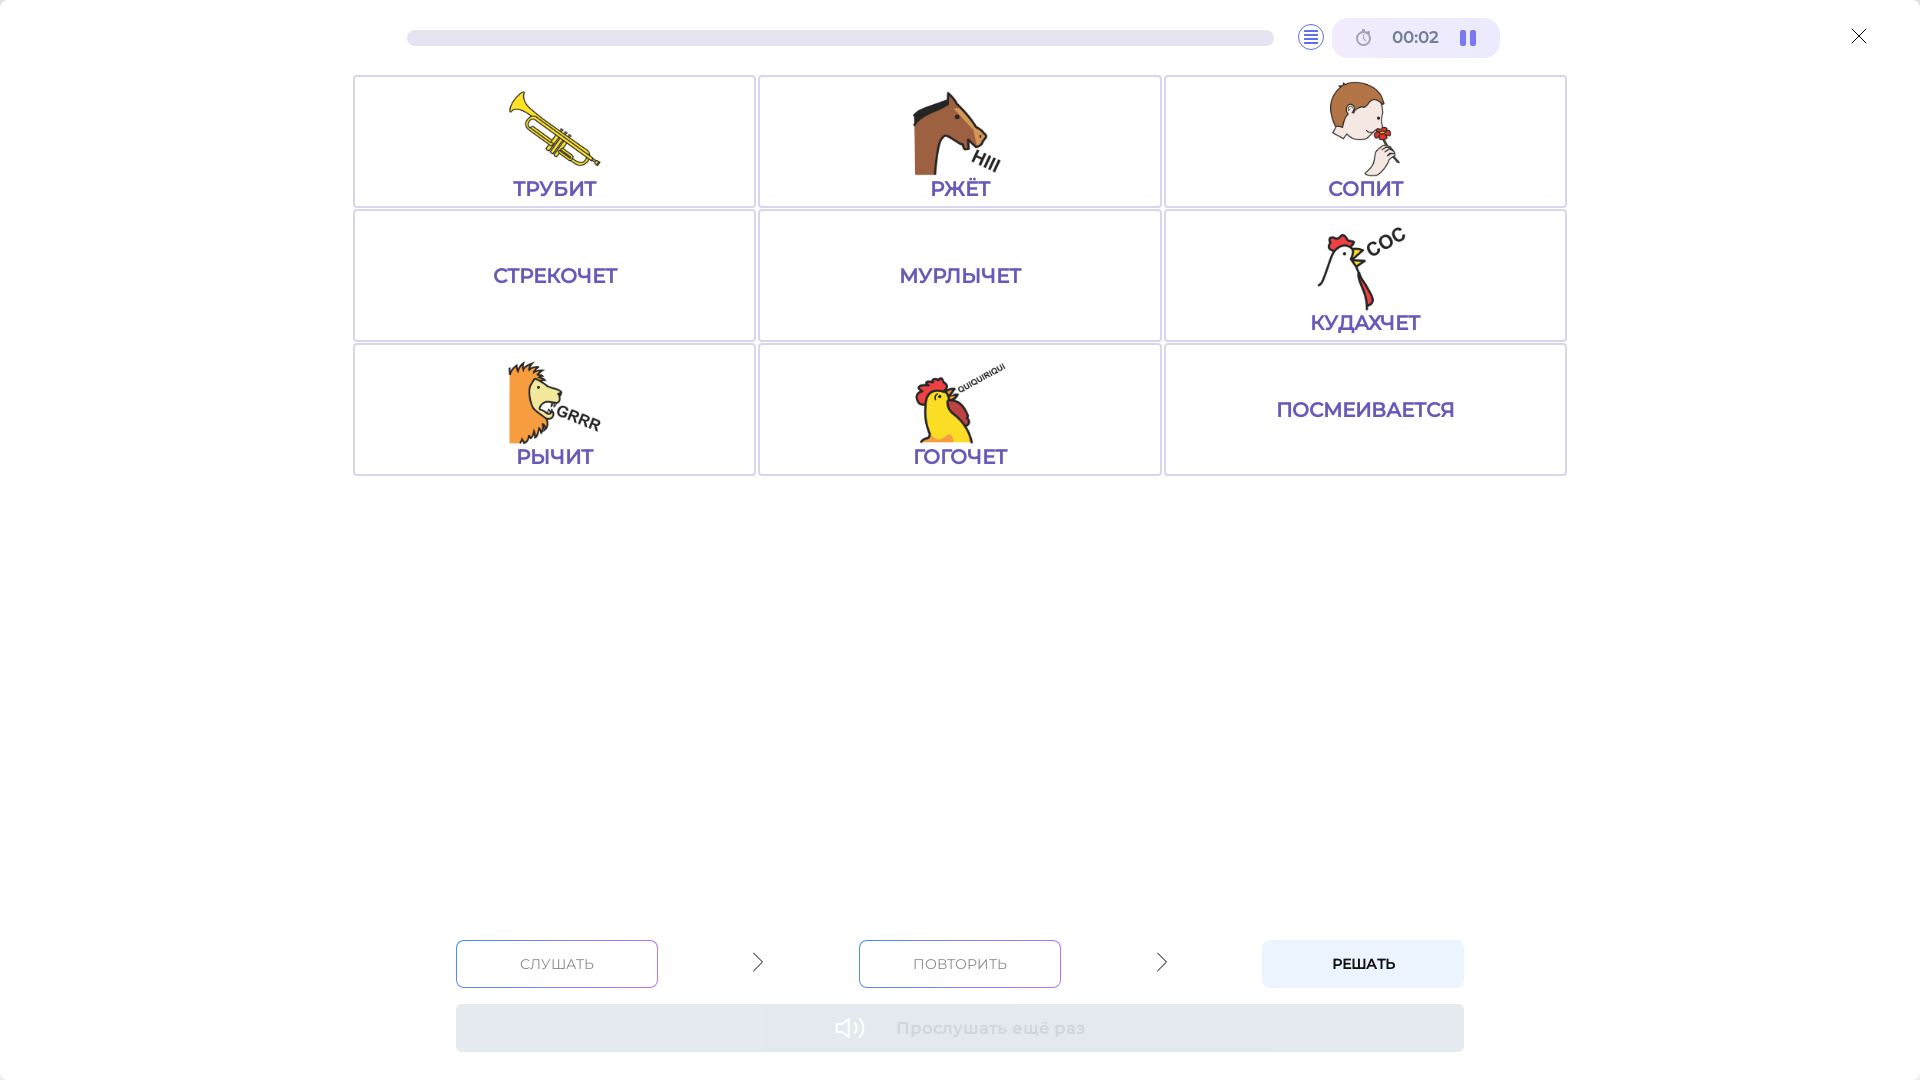 00:02
HIII
ТРУБИТ
РЖЁТ
СОПИТ
COC
СТРЕКОЧЕТ
МУРЛЫЧЕТ
КУДАХЧЕТ
GRRR
QUIQUIRIQUI
РЫЧИТ
ГОГОЧЕТ
ПОСМЕИВАЕТСЯ
СЛУШАТЬ
ПОВТОРИТЬ
РЕШАТЬ
Прослушать ещё раз